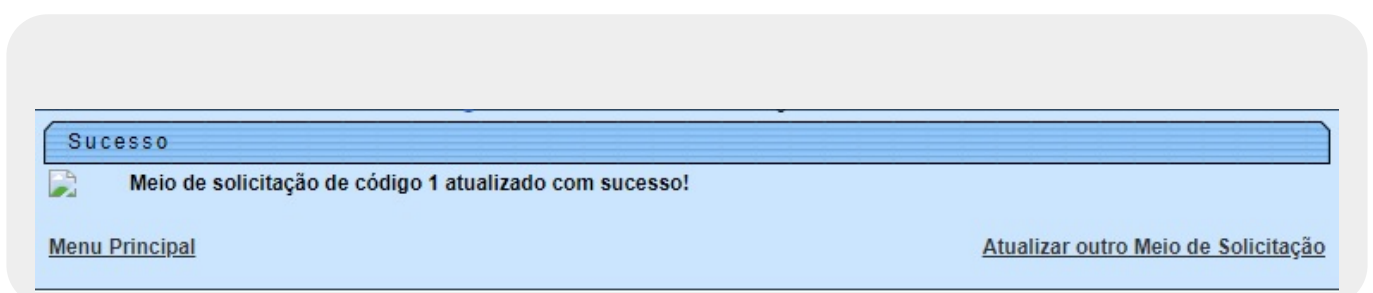 Sucesso
Meio de solicitação de código 1 atualizado com sucesso!
Menu Principal
Atualizar outro Meio de Solicitação